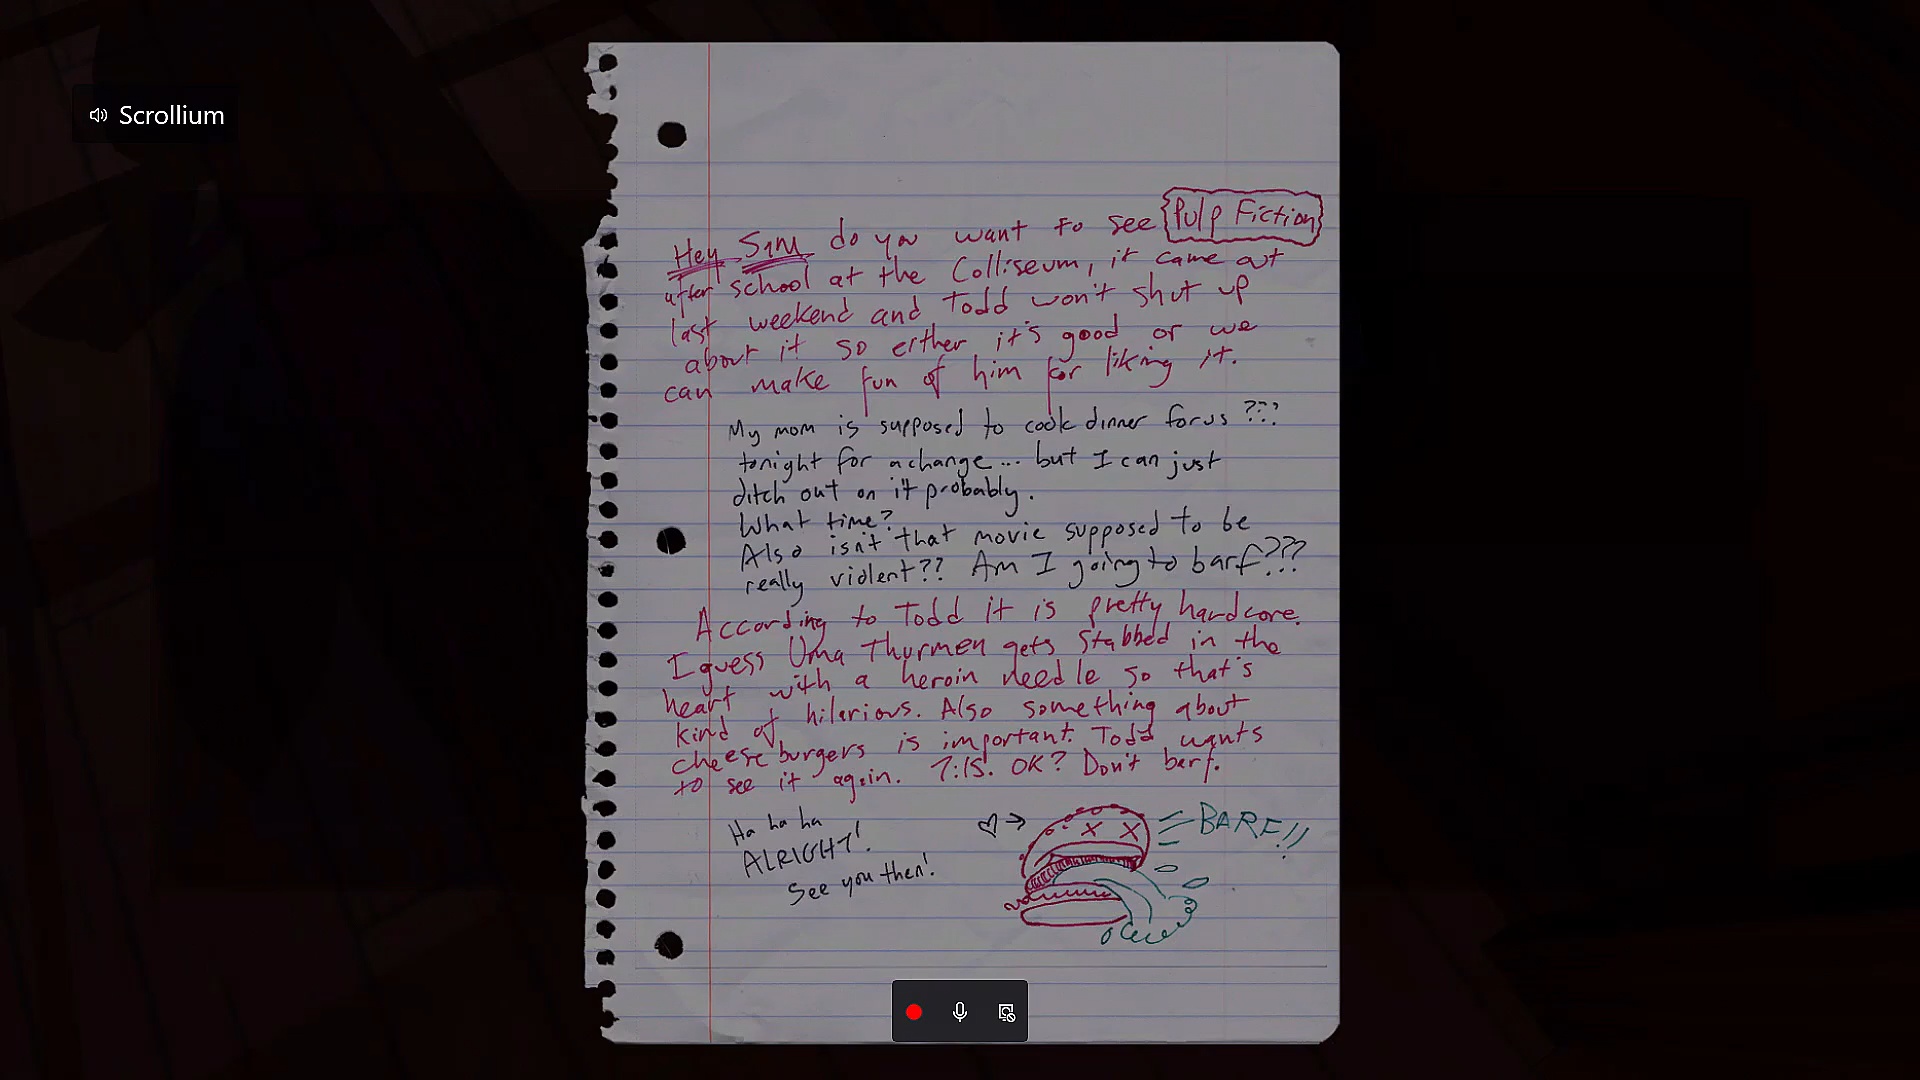 Scrollium
Hey Sam do you want to see Pulp Fiction
after school at the Colliseum, it came out
last weekend and Todd won't shut up
about it so either it's good or we
can make fun of him for liking it.
My mom is supposed to cook dinner for us ???
tonight for a change... but I can just
ditch out on it probably.
What time?
Also isn't that movie supposed to be
really violent?? Am I going to barf???
According to Todd it is pretty hardcore.
I guess Uma Thurmen gets stabbed in the
heart with a heroin needle so that's
kind of hilarious. Also something about
cheeseburgers is important. Todd wants
to see it again. 7:15. OK? Don't barf.
Ha ha ha
ALRIGHT!
See you then!
BARF!!